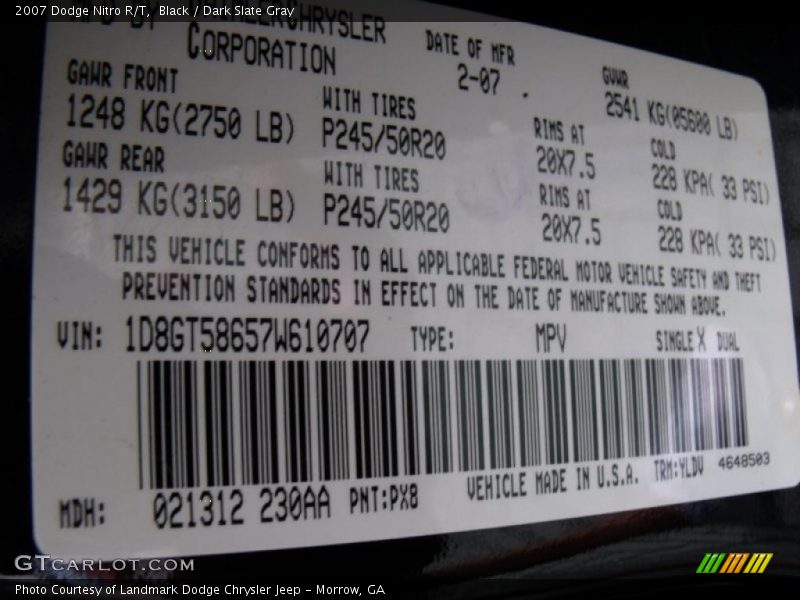 2007 Dodge Nitro R/T, Black / Dark Slate Gray
CORPORATION
DATE OF MFR
2-07
GVWR
2541 KG(05600 LB)
GAWR FRONT
1248 KG(2750 LB)
WITH TIRES
P245/50R20
RIMS AT
20X7.5
COLD
228 KPA( 33 PSI)
GAWR REAR
1429 KG(3150 LB)
WITH TIRES
P245/50R20
RIMS AT
20X7.5
COLD
228 KPA( 33 PSI)
THIS VEHICLE CONFORMS TO ALL APPLICABLE FEDERAL MOTOR VEHICLE SAFETY AND THEFT
PREVENTION STANDARDS IN EFFECT ON THE DATE OF MANUFACTURE SHOWN ABOVE.
VIN: 1D8GT58657W610707 TYPE: MPV SINGLE X DUAL
MDH: 021312 230AA PNT:PX8 VEHICLE MADE IN U.S.A. TRM:YLDV 4648503
GTCARLOT.COM
Photo Courtesy of Landmark Dodge Chrysler Jeep - Morrow, GA